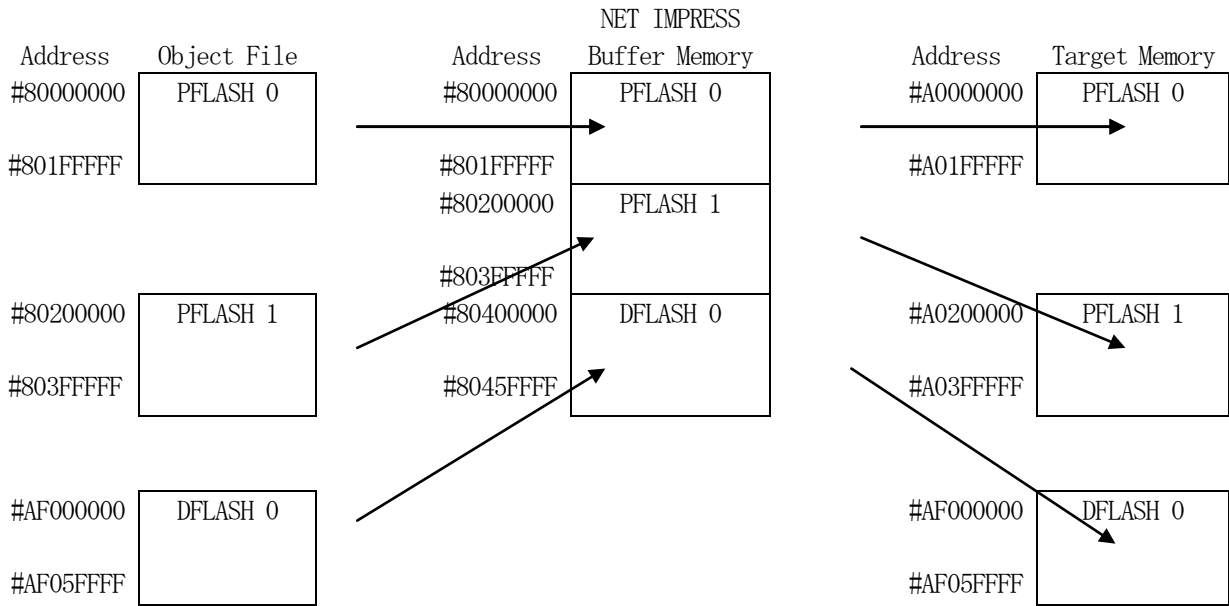 NET IMPRESS
Address Object File Address Buffer Memory Address Target Memory
#80000000 PFLASH 0 #80000000 PFLASH 0 #A0000000 PFLASH 0
#801FFFFF #801FFFFF #A01FFFFF
#80200000 PFLASH 1
#803FFFFF
#80200000 PFLASH 1 #80400000 DFLASH 0 #A0200000 PFLASH 1
#803FFFFF #8045FFFF #A03FFFFF
#AF000000 DFLASH 0 #AF000000 DFLASH 0
#AF05FFFF #AF05FFFF